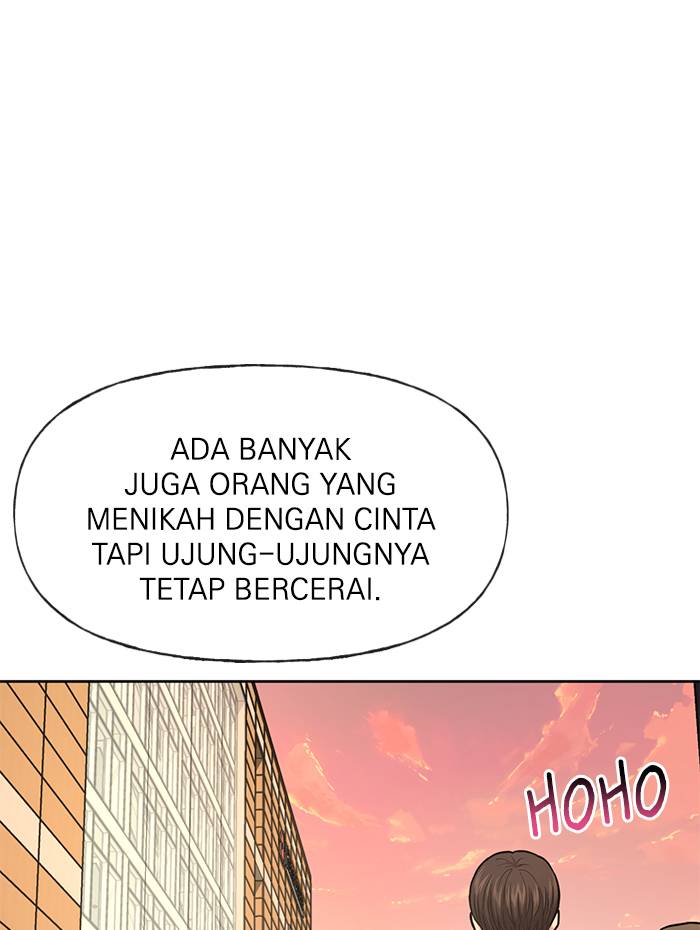 ADA BANYAK
JUGA ORANG YANG
MENIKAH DENGAN CINTA
TAPI UJUNG-UJUNGNYA
TETAP BERCERAI.
HOHO